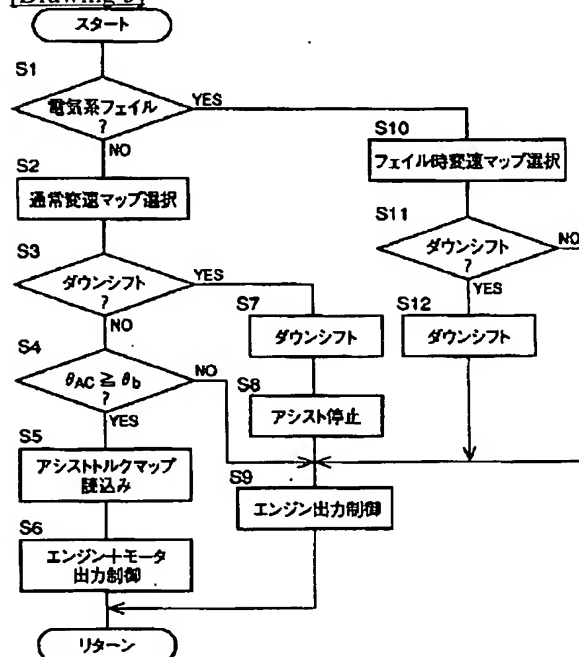 スタート
S1
電気系フェイル
?
YES
NO
S2
通常変速マップ選択
S3
ダウンシフト
?
YES
NO
S4
θAC ≧ θb
?
NO
YES
S5
アシストトルクマップ
読込み
S6
エンジン＋モータ
出力制御
リターン
S7
ダウンシフト
S8
アシスト停止
S9
エンジン出力制御
S10
フェイル時変速マップ選択
S11
ダウンシフト
?
NO
YES
S12
ダウンシフト